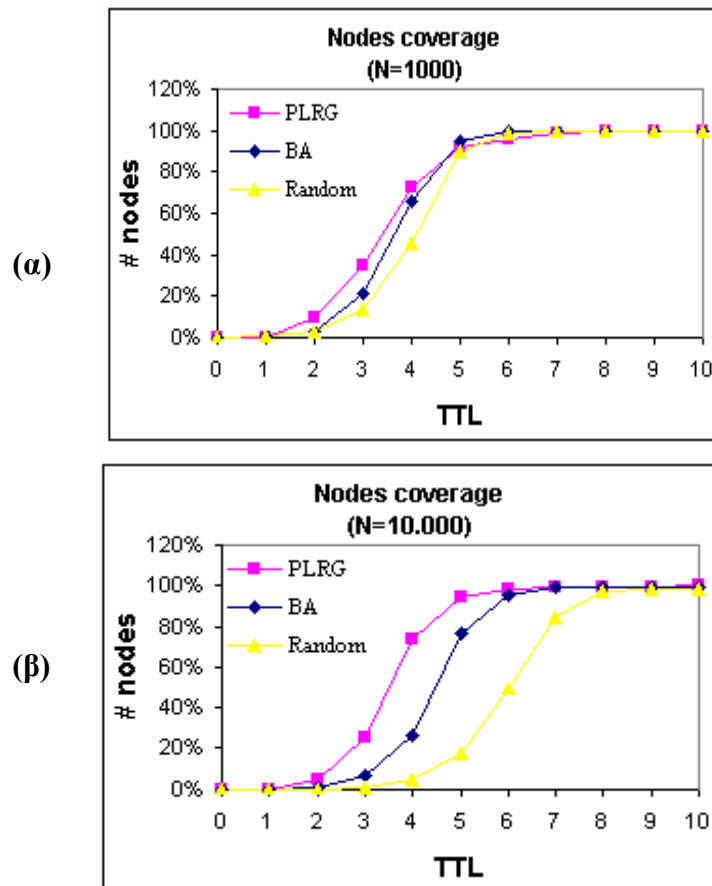 (α)
Nodes coverage
(N=1000)
# nodes
120%
100%
80%
60%
40%
20%
0%
PLRG
BA
Random
0 1 2 3 4 5 6 7 8 9 10
TTL
(β)
Nodes coverage
(N=10.000)
# nodes
120%
100%
80%
60%
40%
20%
0%
PLRG
BA
Random
0 1 2 3 4 5 6 7 8 9 10
TTL